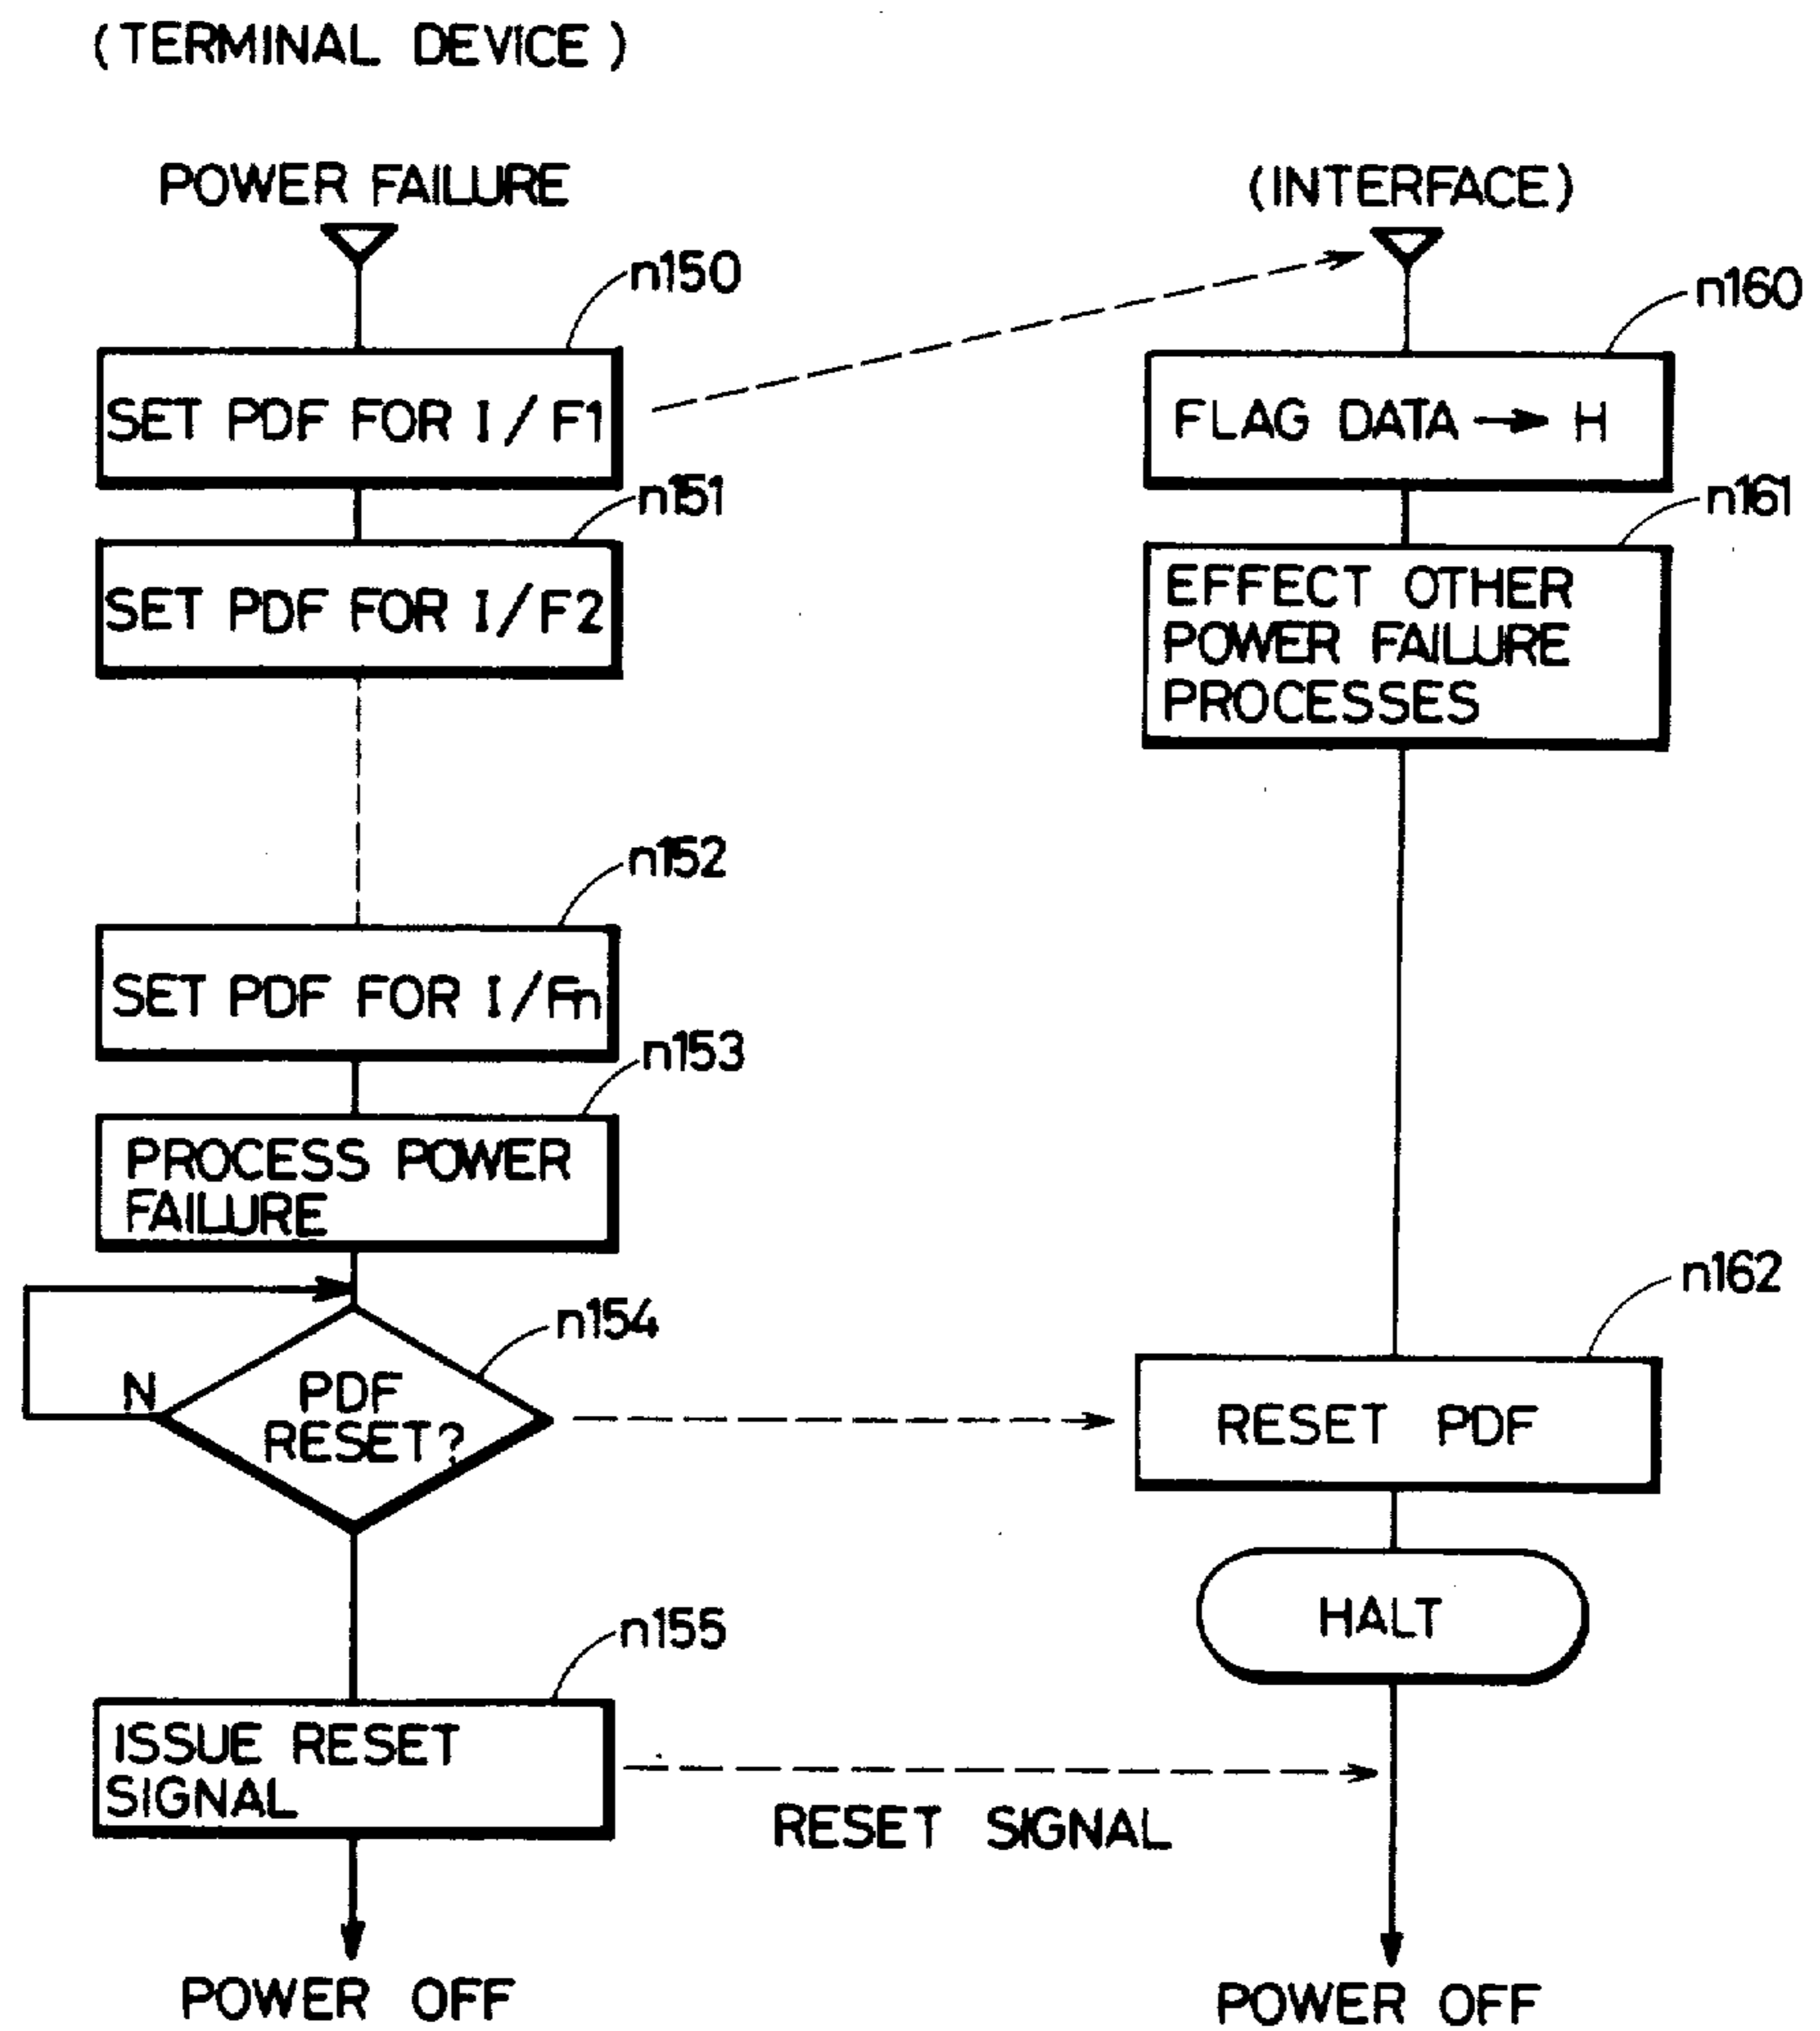 (TERMINAL DEVICE)
POWER FAILURE
n150
SET PDF FOR I/F1
n151
SET PDF FOR I/F2
n152
SET PDF FOR I/Fn
n153
PROCESS POWER
FAILURE
n154
N
PDF
RESET?
n155
ISSUE RESET
SIGNAL
RESET SIGNAL
POWER OFF
(INTERFACE)
n160
FLAG DATA → H
n161
EFFECT OTHER
POWER FAILURE
PROCESSES
n162
RESET PDF
HALT
POWER OFF